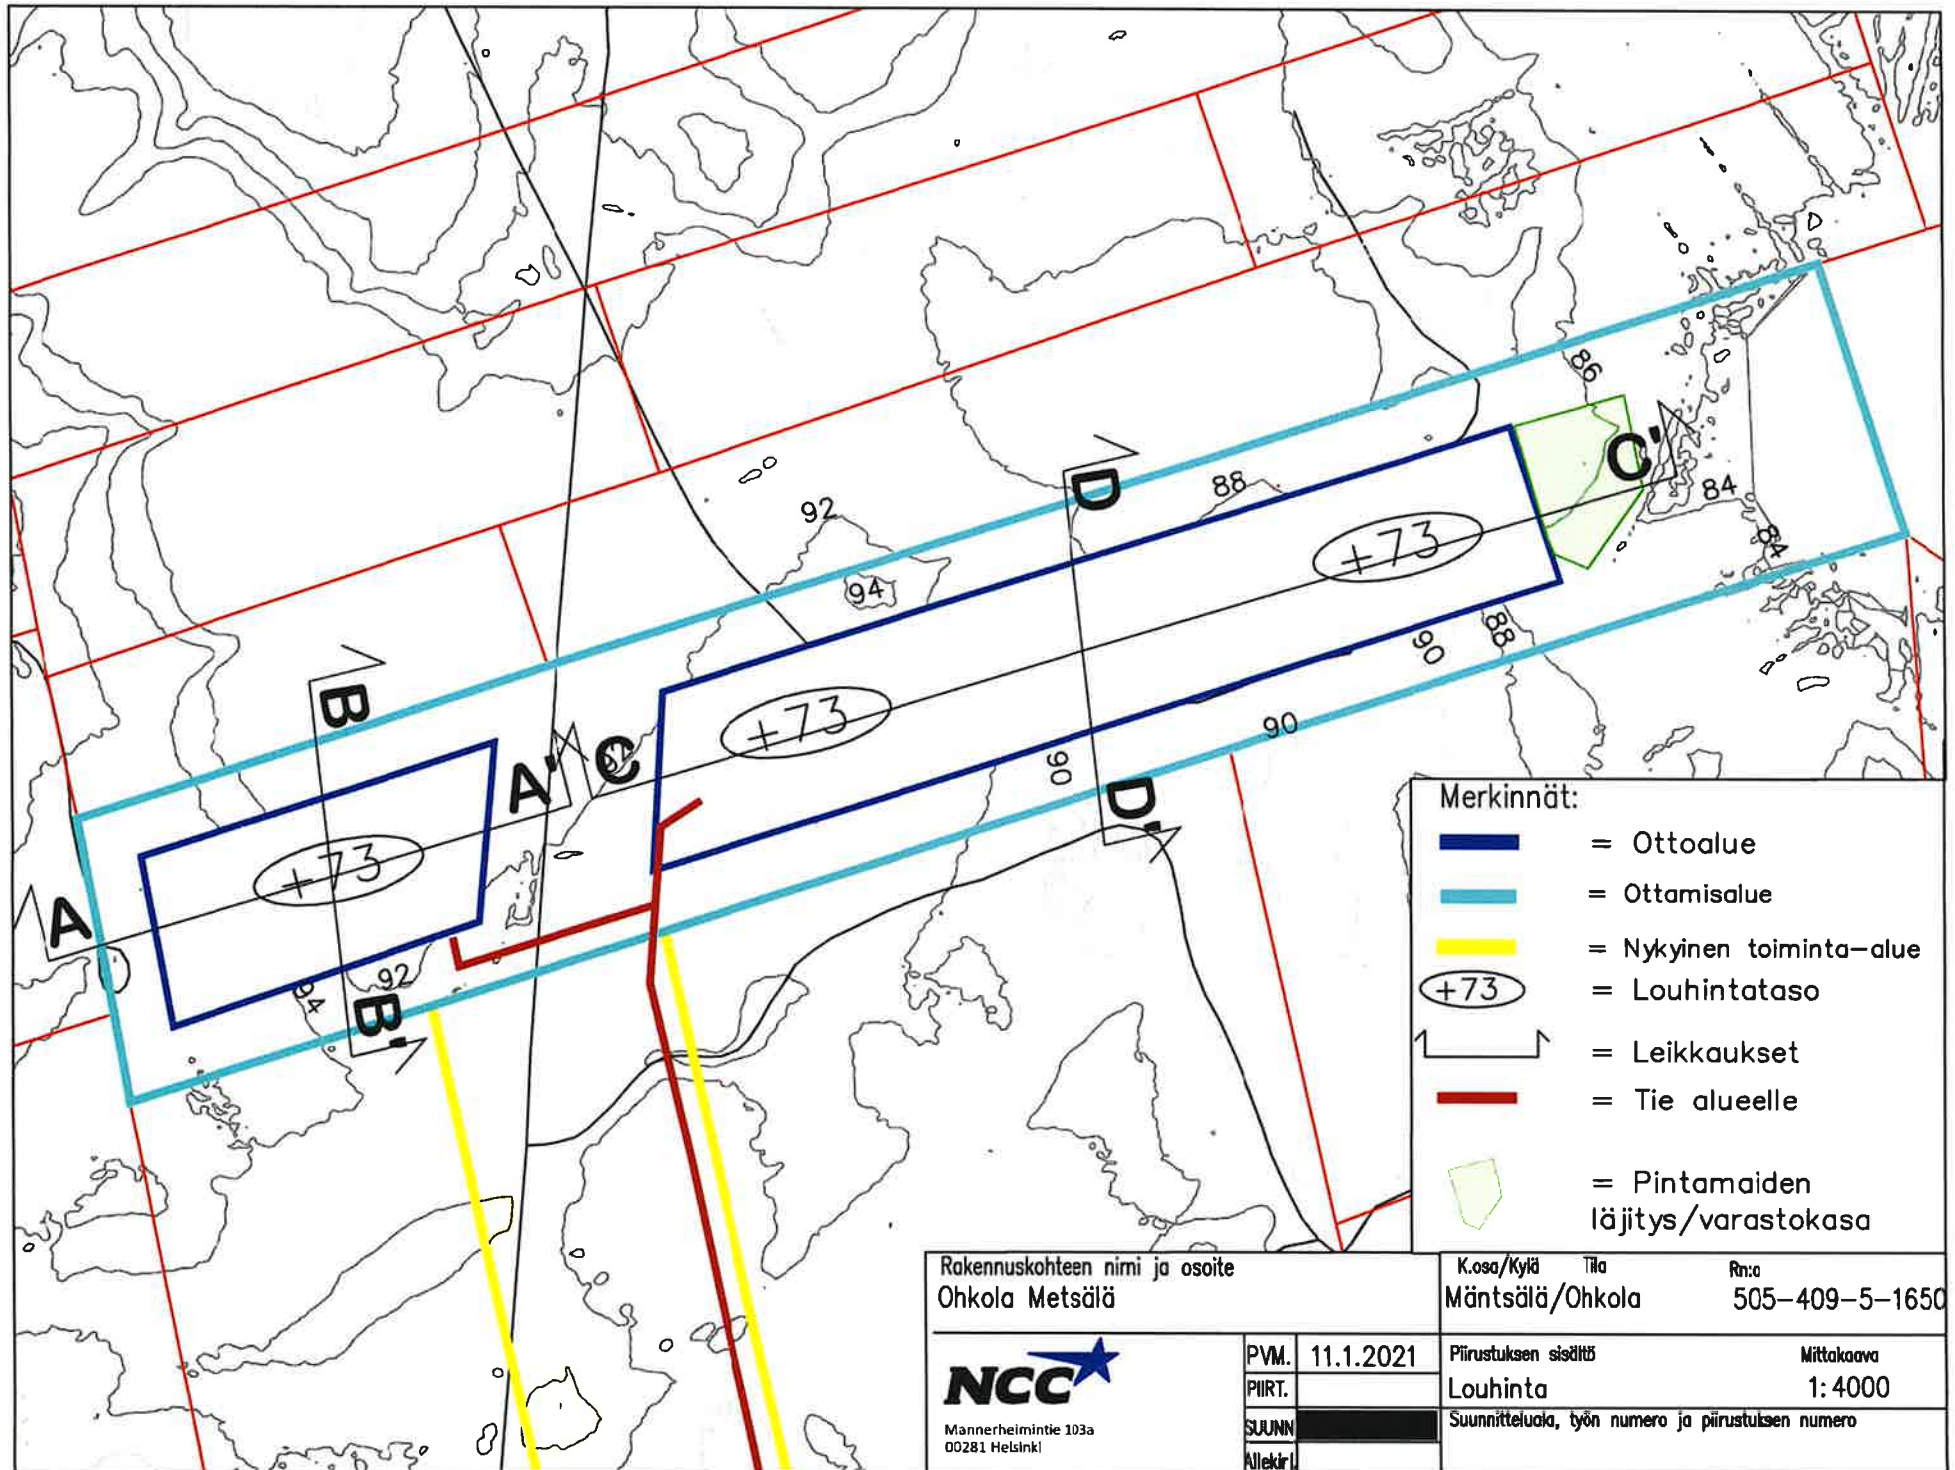 86
C'
D
88
84
92
+73
84
94
88
90
B
+73
90
C
92
A'
90
D'
+73
A
92
94
B'
Merkinnät:
= Ottoalue
= Ottamisalue
= Nykyinen toiminta-alue
+73 = Louhintataso
= Leikkaukset
= Tie alueelle
= Pintamaiden
läjitys/varastokasa
Rakennuskohteen nimi ja osoite
Ohkola Metsälä
K.osa/Kylä Tila Rn:o
Mäntsälä/Ohkola 505-409-5-1650
NCC
Mannerheimintie 103a
00281 Helsinki
PVM. 11.1.2021
PIIRT.
SUUNN
Allekirj.
Piirustuksen sisältö Mittakaava
Louhinta 1:4000
Suunnitteluala, työn numero ja piirustuksen numero